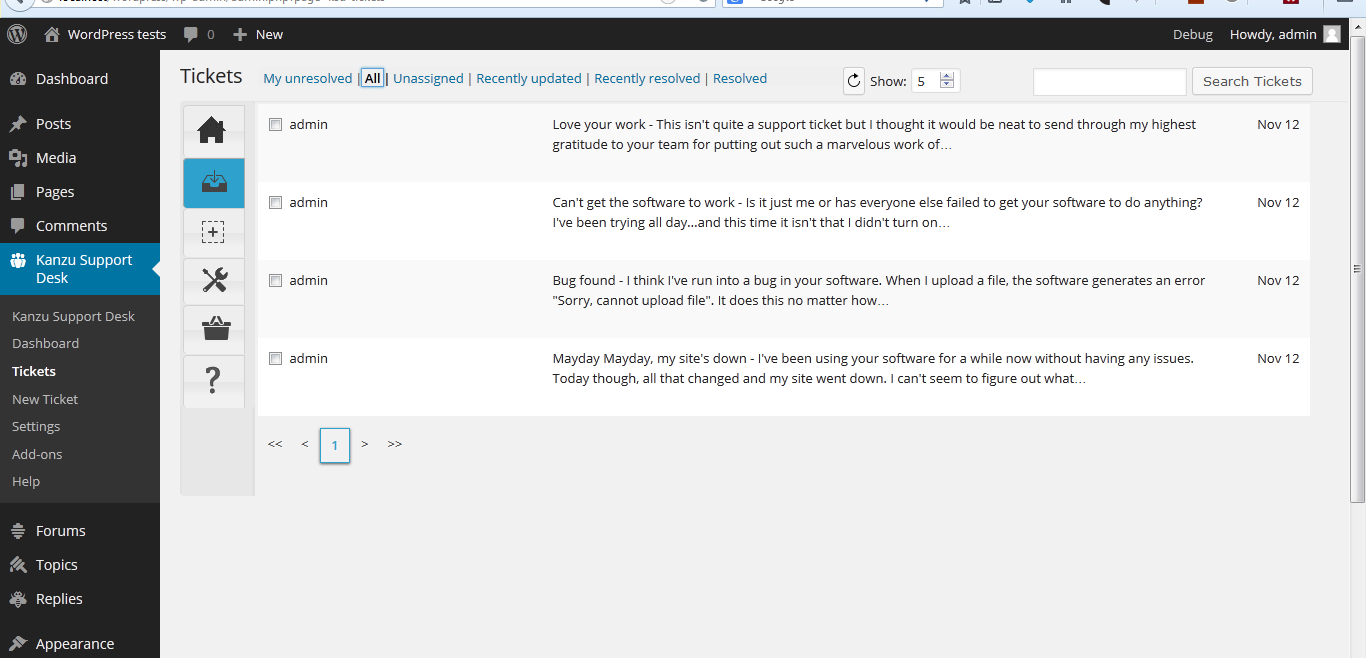 WordPress tests 0 New Debug Howdy, admin
Dashboard
Posts
Media
Pages
Comments
Kanzu Support
Desk
Kanzu Support Desk
Dashboard
Tickets
New Ticket
Settings
Add-ons
Help
Forums
Topics
Replies
Appearance
Tickets My unresolved | All | Unassigned | Recently updated | Recently resolved | Resolved Show: 5 Search Tickets
admin
Love your work - This isn't quite a support ticket but I thought it would be neat to send through my highest
gratitude to your team for putting out such a marvelous work of…
Nov 12
admin
Can't get the software to work - Is it just me or has everyone else failed to get your software to do anything?
I've been trying all day...and this time it isn't that I didn't turn on…
Nov 12
admin
Bug found - I think I've run into a bug in your software. When I upload a file, the software generates an error
"Sorry, cannot upload file". It does this no matter how…
Nov 12
admin
Mayday Mayday, my site's down - I've been using your software for a while now without having any issues.
Today though, all that changed and my site went down. I can't seem to figure out what…
Nov 12
<< < 1 > >>